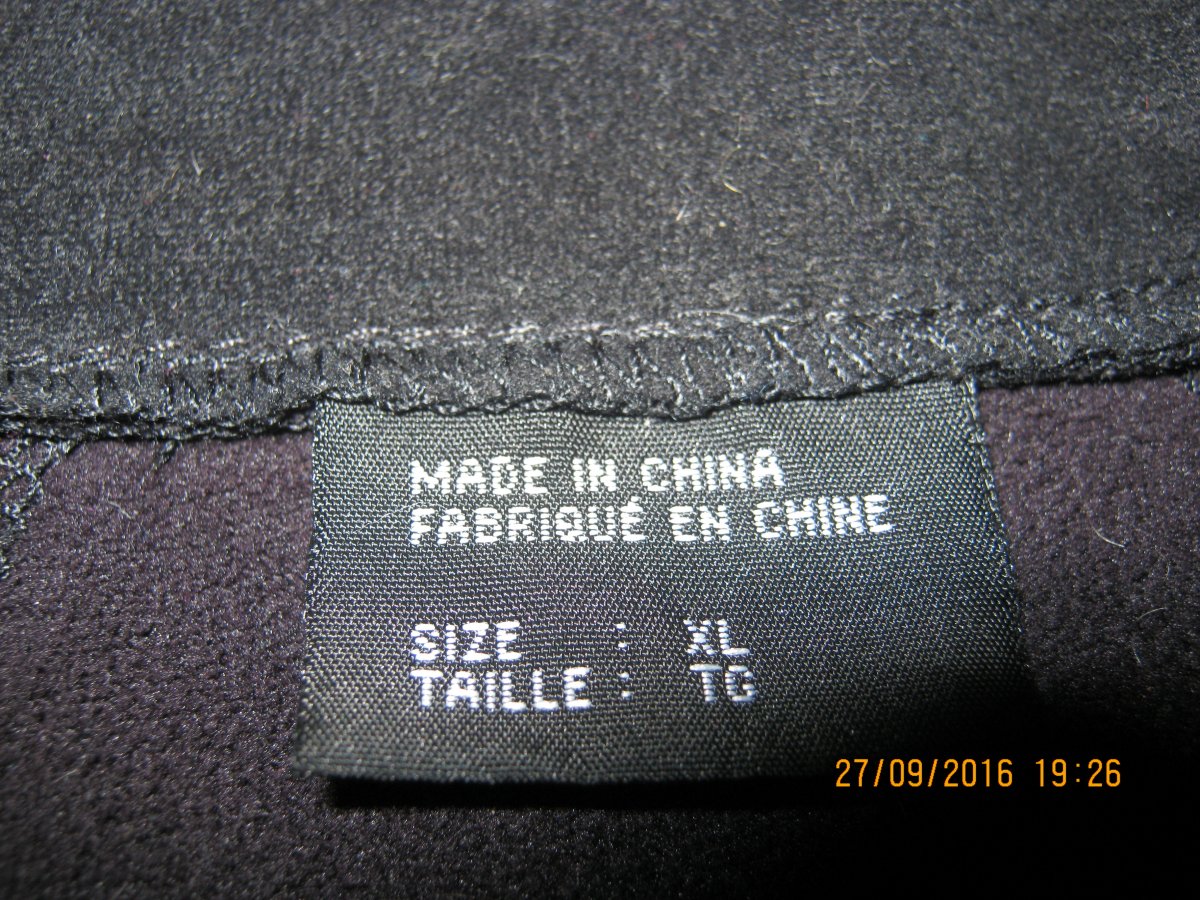 MADE IN CHINA
FABRIQUÉ EN CHINE
SIZE : XL
TAILLE : TG
27/09/2016 19:26